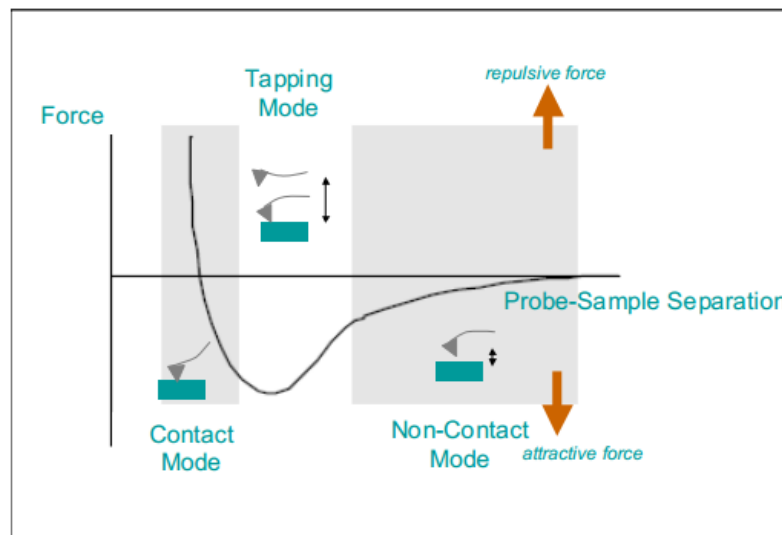 Tapping
Mode
repulsive force
Force
Probe-Sample Separation
Contact
Mode
Non-Contact
Mode
attractive force